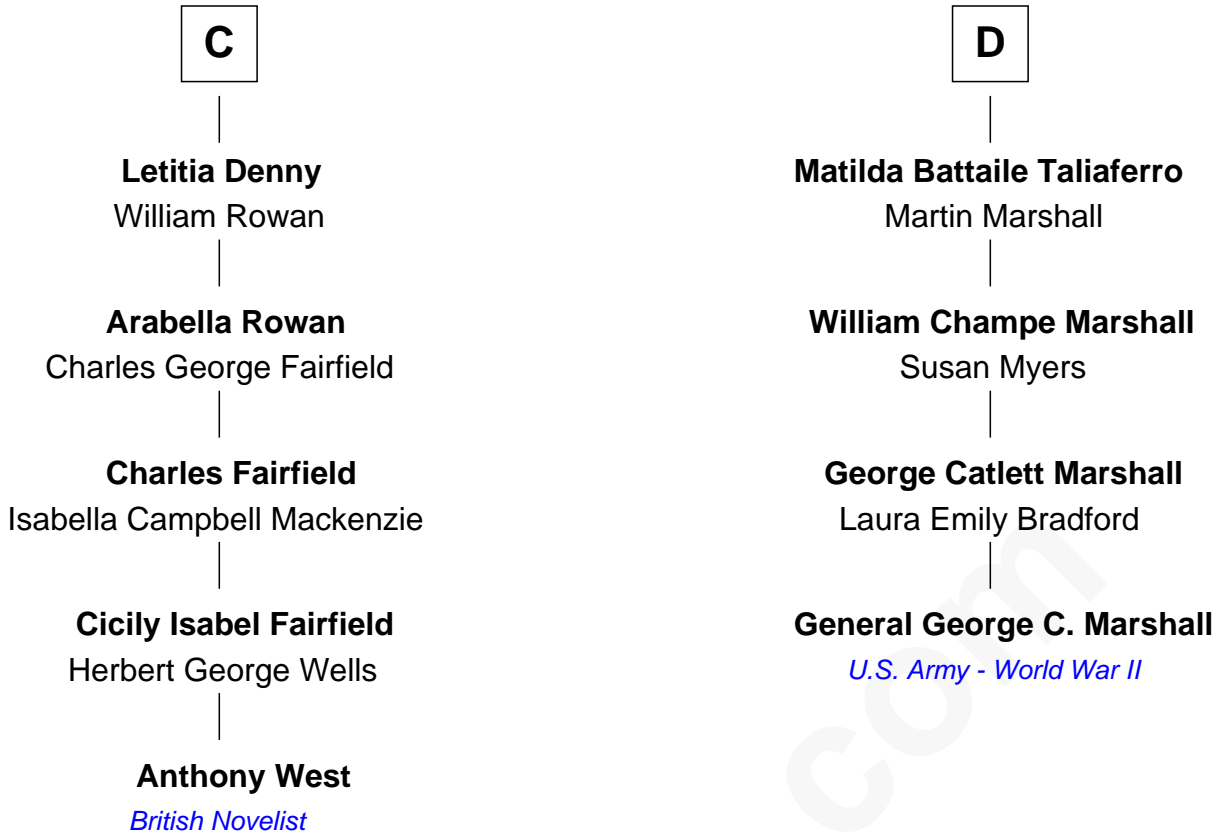 C
Letitia Denny
William Rowan
Arabella Rowan
Charles George Fairfield
Charles Fairfield
Isabella Campbell Mackenzie
Cicily Isabel Fairfield
Herbert George Wells
Anthony West
British Novelist
D
Matilda Battaile Taliaferro
Martin Marshall
William Champe Marshall
Susan Myers
George Catlett Marshall
Laura Emily Bradford
General George C. Marshall
U.S. Army - World War II
com